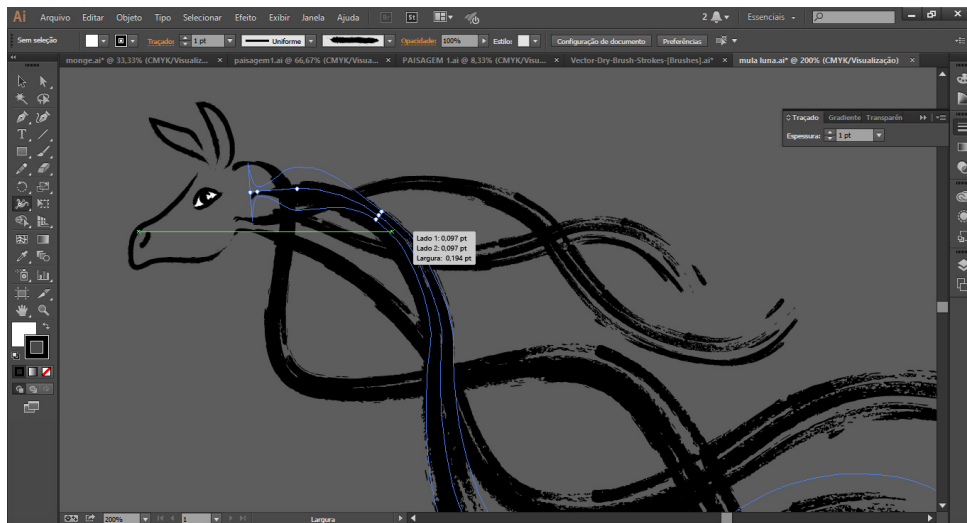 Ai Arquivo Editar Objeto Tipo Selecionar Efeito Exibir Janela Ajuda Br St 2 Essenciais
Sem seleção Traçado: 1 pt Uniforme Opacidade: 100% Estilo: Configuração de documento Preferências
monge.ai* @ 33,33% (CMYK/Visualiz... × paisagem1.ai @ 66,67% (CMYK/Visua... × PAISAGEM 1.ai @ 8,33% (CMYK/Visu... × Vector-Dry-Brush-Strokes-[Brushes].ai* × mula luna.ai* @ 200% (CMYK/Visualização) ×
Traçado Gradiente Transparên
Espessura: 1 pt
Lado 1: 0,097 pt
Lado 2: 0,097 pt
Largura: 0,194 pt
200% 1 Largura